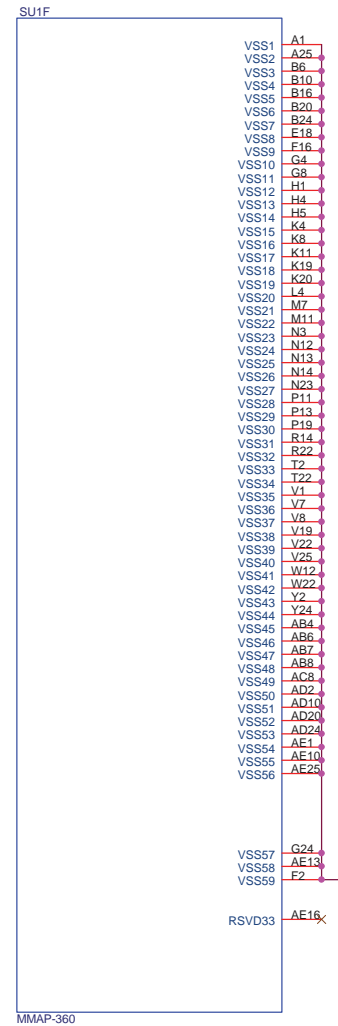 SU1F
VSS1 A1
VSS2 A25
VSS3 B6
VSS4 B10
VSS5 B16
VSS6 B20
VSS7 B24
VSS8 E18
VSS9 F16
VSS10 G4
VSS11 G8
VSS12 H1
VSS13 H4
VSS14 H5
VSS15 K4
VSS16 K8
VSS17 K11
VSS18 K19
VSS19 K20
VSS20 L4
VSS21 M7
VSS22 M11
VSS23 N3
VSS24 N12
VSS25 N13
VSS26 N14
VSS27 N23
VSS28 P11
VSS29 P13
VSS30 P19
VSS31 R14
VSS32 R22
VSS33 T2
VSS34 T22
VSS35 V1
VSS36 V7
VSS37 V8
VSS38 V19
VSS39 V22
VSS40 V25
VSS41 W12
VSS42 W22
VSS43 Y2
VSS44 Y24
VSS45 AB4
VSS46 AB6
VSS47 AB7
VSS48 AB8
VSS49 AC8
VSS50 AD2
VSS51 AD10
VSS52 AD20
VSS53 AD24
VSS54 AE1
VSS55 AE10
VSS56 AE25
VSS57 G24
VSS58 AE13
VSS59 F2
RSVD33 AE16
MMAP-360